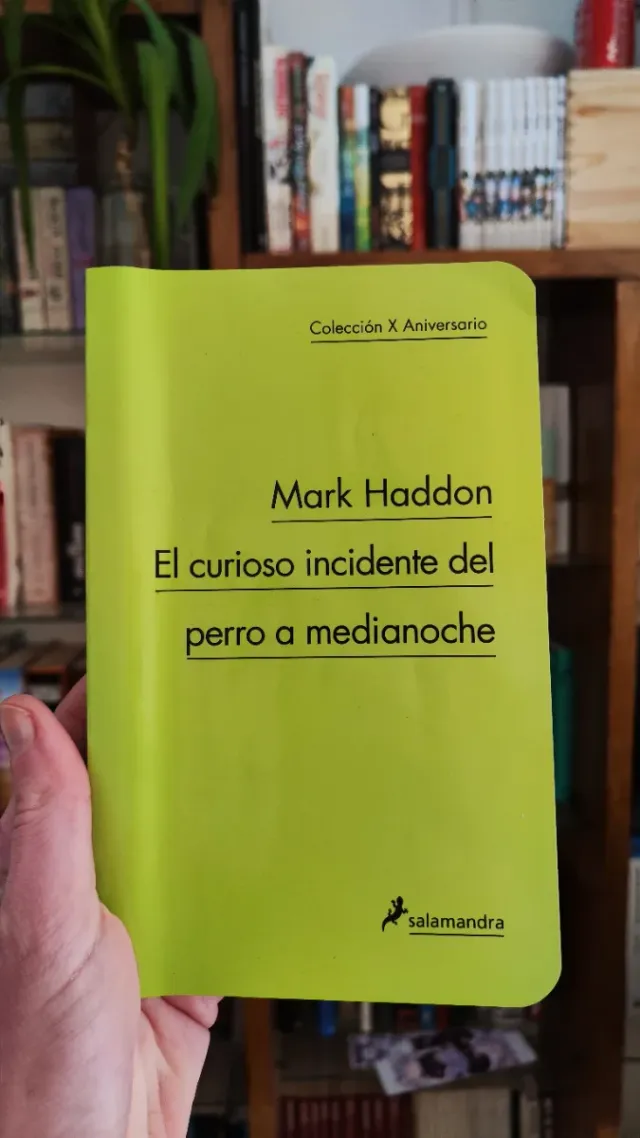 Colección X Aniversario
Mark Haddon
El curioso incidente del
perro a medianoche
salamandra